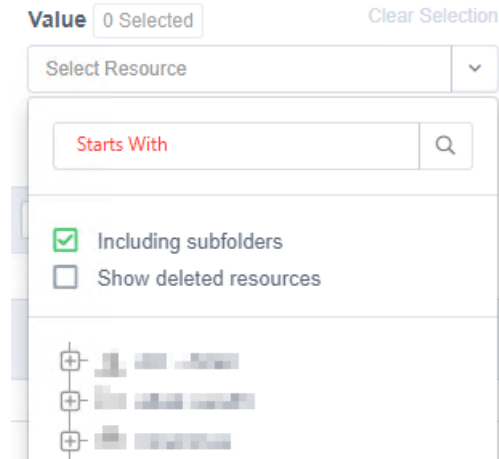 Value 0 Selected Clear Selection
Select Resource
Starts With
Including subfolders
Show deleted resources